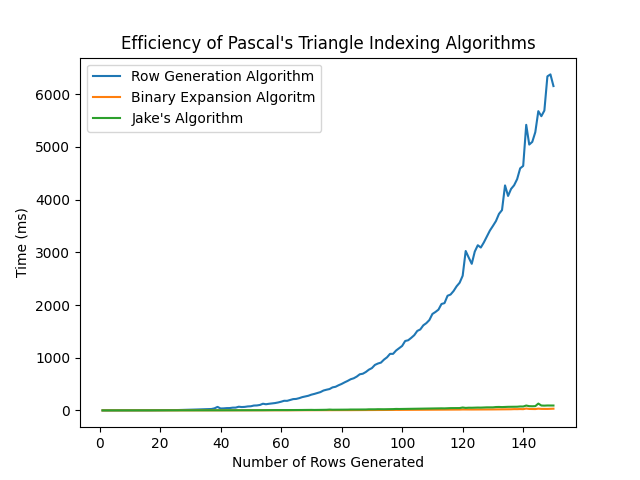 Efficiency of Pascal's Triangle Indexing Algorithms
Row Generation Algorithm
Binary Expansion Algoritm
Jake's Algorithm
Time (ms)
6000
5000
4000
3000
2000
1000
0
0 20 40 60 80 100 120 140
Number of Rows Generated